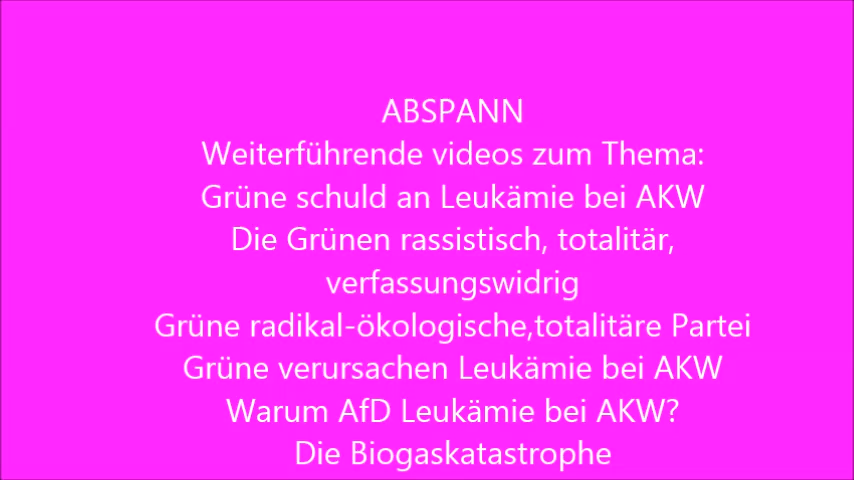 ABSPANN
Weiterführende videos zum Thema:
Grüne schuld an Leukämie bei AKW
Die Grünen rassistisch, totalitär,
verfassungswidrig
Grüne radikal-ökologische,totalitäre Partei
Grüne verursachen Leukämie bei AKW
Warum AfD Leukämie bei AKW?
Die Biogaskatastrophe